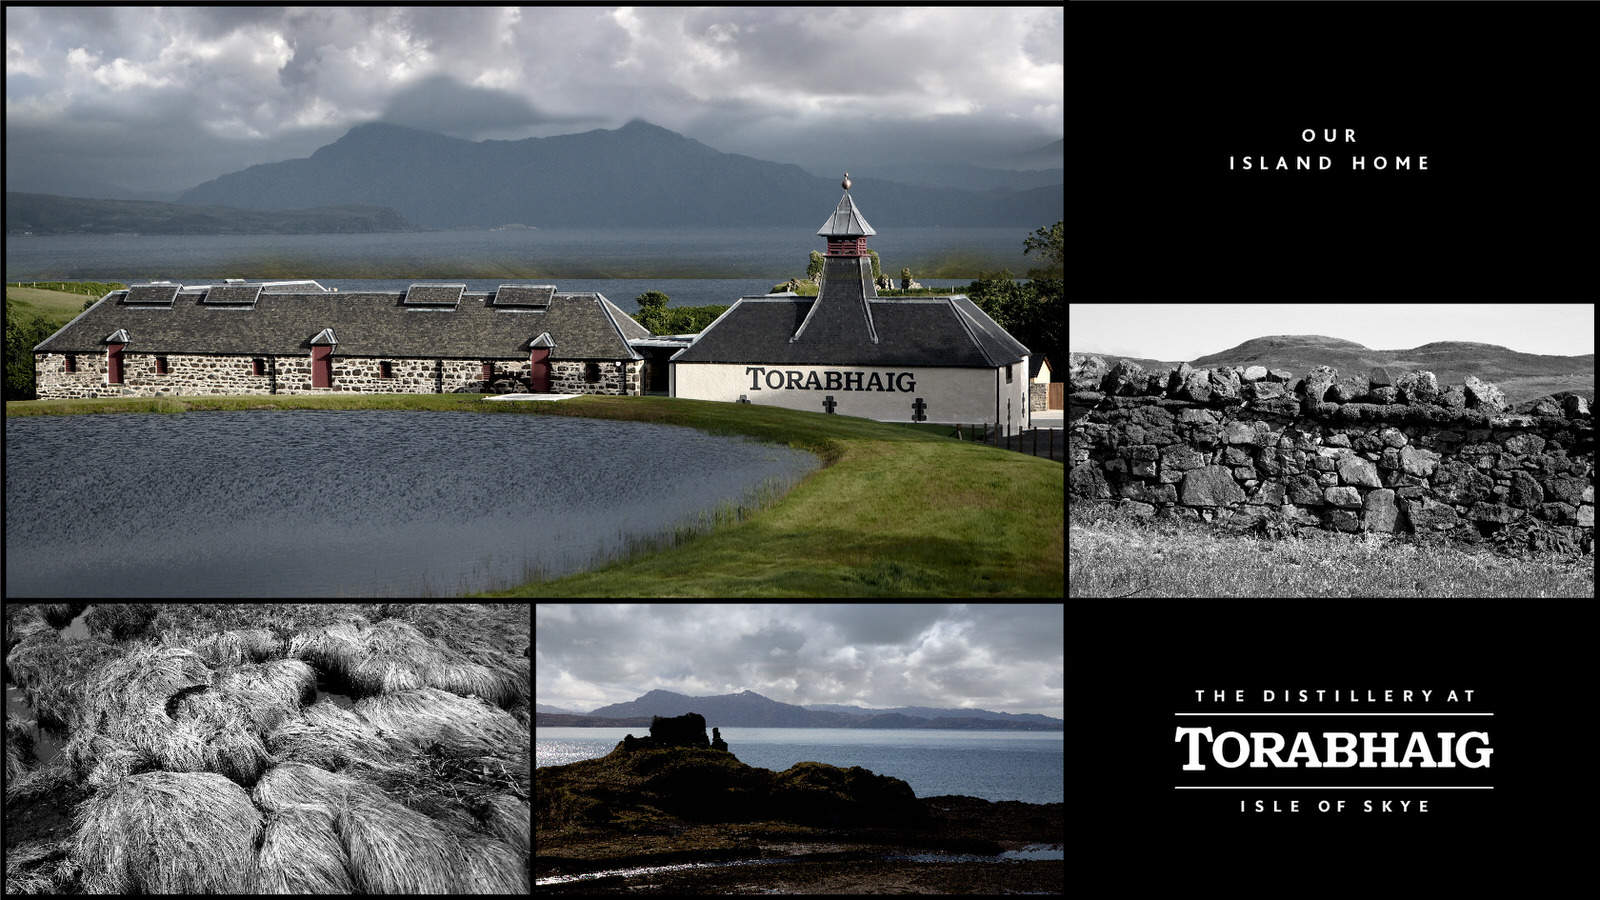 OUR
ISLAND HOME
TORABHAIG
THE DISTILLERY AT
TORABHAIG
ISLE OF SKYE